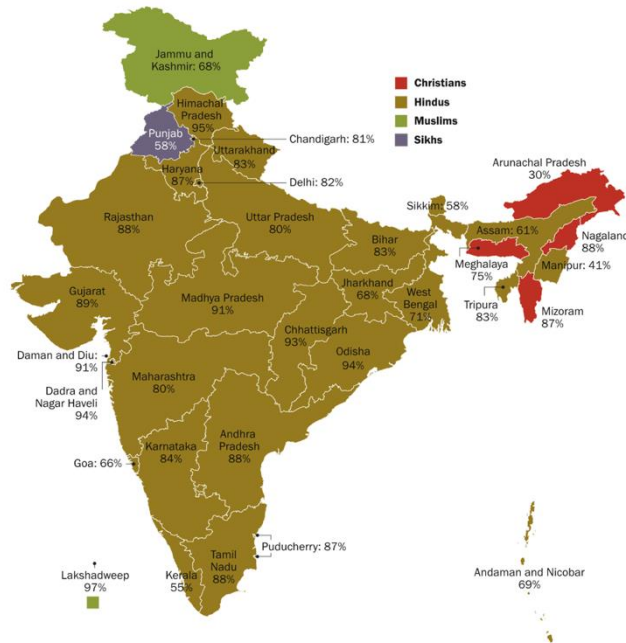 Jammu and
Kashmir: 68%
Christians
Hindus
Muslims
Sikhs
Himachal
Pradesh
95%
Punjab
58%
Chandigarh: 81%
Uttarakhand
83%
Haryana
87%
Delhi: 82%
Arunachal Pradesh
30%
Sikkim: 58%
Rajasthan
88%
Uttar Pradesh
80%
Assam: 61%
Nagaland
88%
Bihar
83%
Meghalaya
75%
Manipur: 41%
Gujarat
89%
Madhya Pradesh
91%
Jharkhand
68%
West
Bengal
71%
Tripura
83%
Mizoram
87%
Chhattisgarh
93%
Odisha
94%
Daman and Diu:
91%
Dadra and
Nagar Haveli
94%
Maharashtra
80%
Karnataka
84%
Andhra
Pradesh
88%
Goa: 66%
Puducherry: 87%
Tamil
Nadu
88%
Kerala
55%
Lakshadweep
97%
Andaman and Nicobar
69%